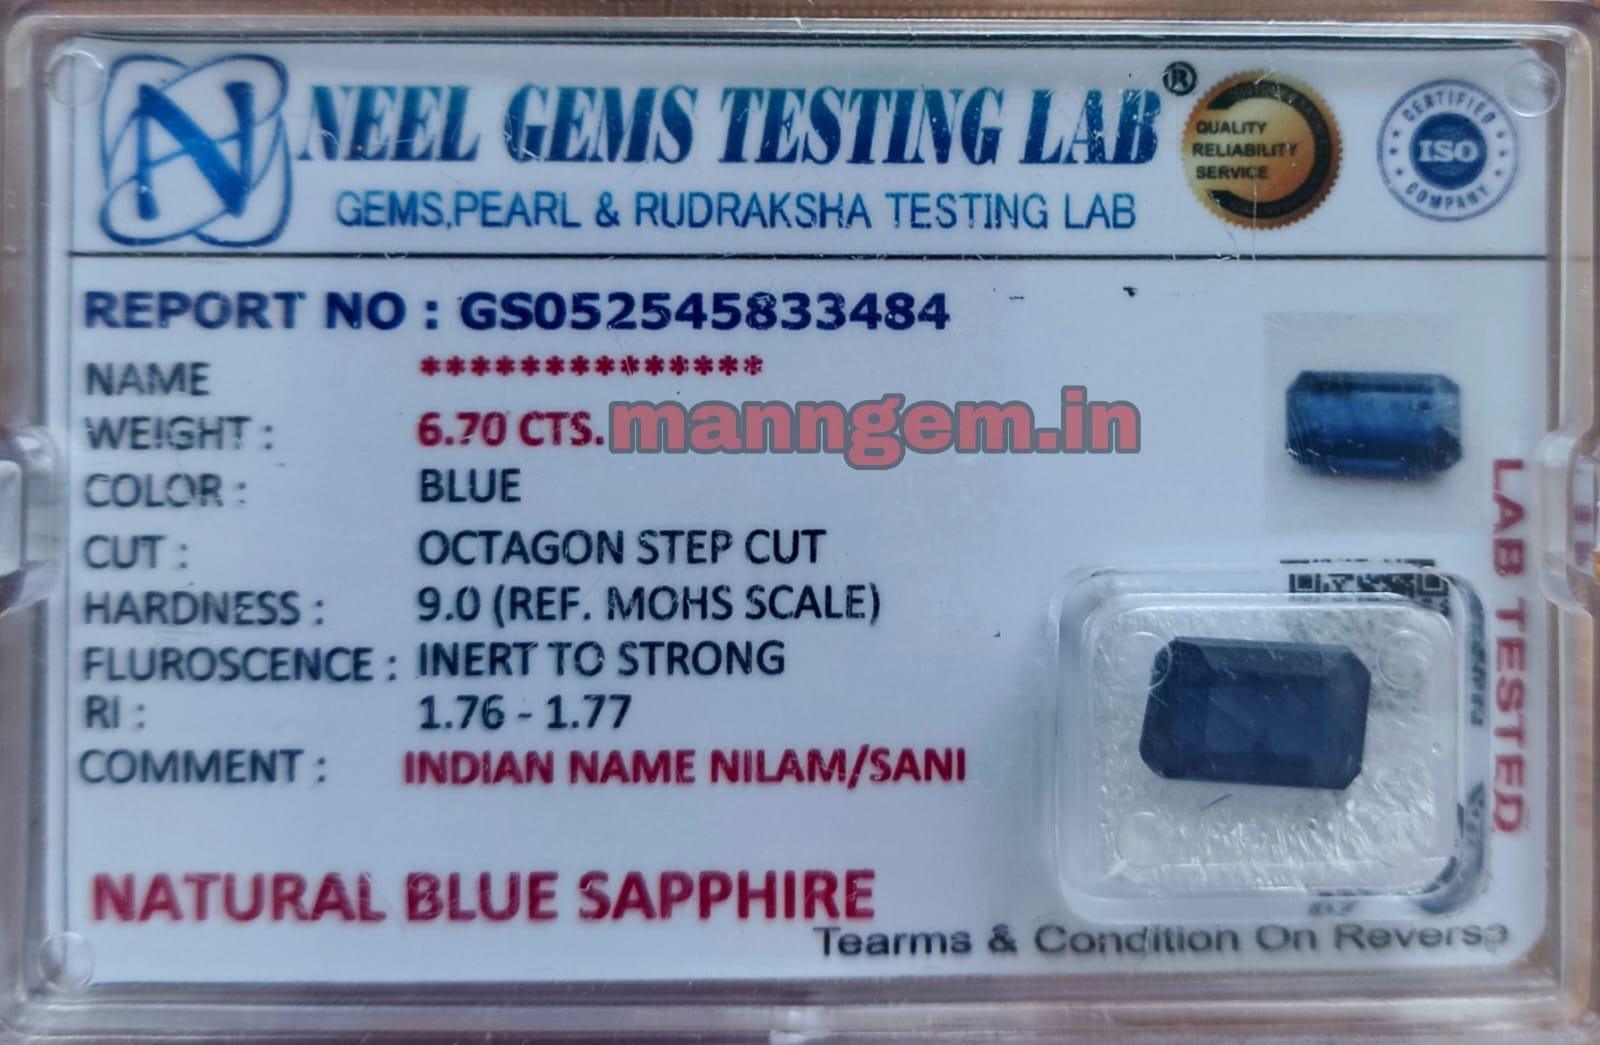 NEEL GEMS TESTING LAB®
GEMS,PEARL & RUDRAKSHA TESTING LAB
QUALITY
RELIABILITY
SERVICE
CERTIFIED
ISO
COMPANY
REPORT NO : GS052545833484
NAME **************
WEIGHT : 6.70 CTS.
manngem.in
COLOR : BLUE
CUT : OCTAGON STEP CUT
HARDNESS : 9.0 (REF. MOHS SCALE)
FLUROSCENCE : INERT TO STRONG
RI : 1.76 - 1.77
COMMENT : INDIAN NAME NILAM/SANI
NATURAL BLUE SAPPHIRE
LAB TESTED
Tearms & Condition On Reverse